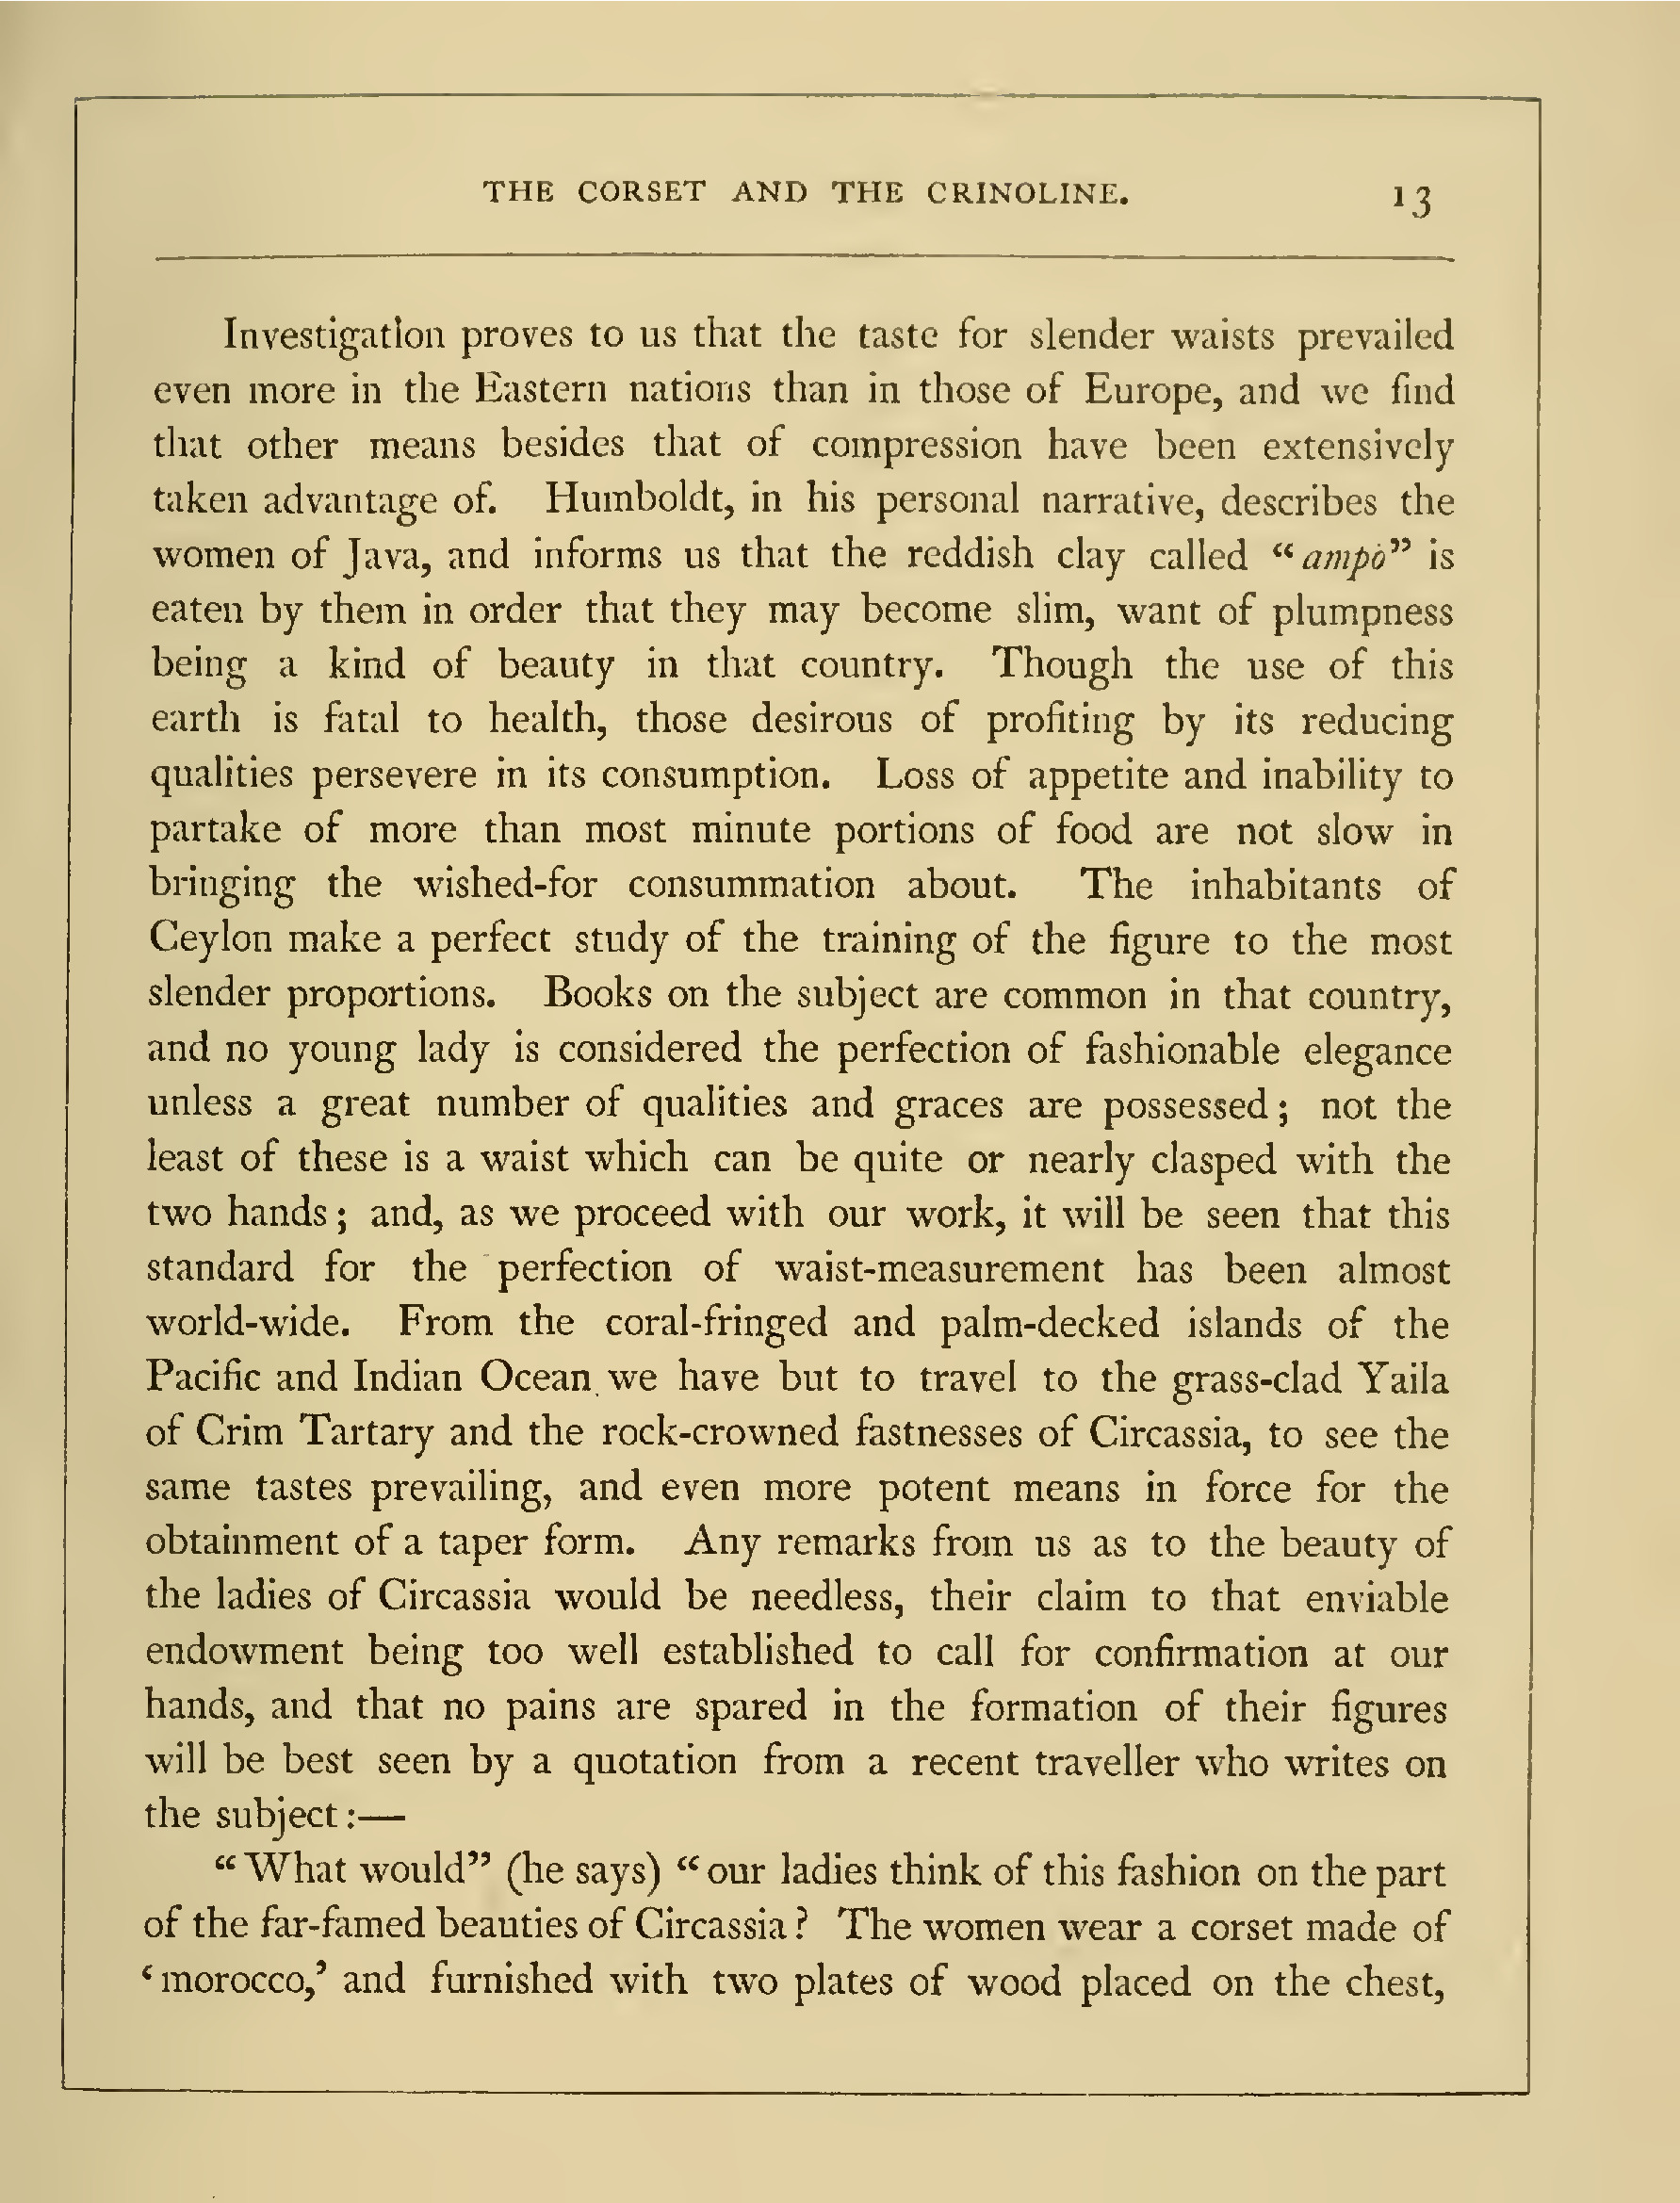 THE CORSET AND THE CRINOLINE. 13
Investigation proves to us that the taste for slender waists prevailed
even more in the Eastern nations than in those of Europe, and we find
that other means besides that of compression have been extensively
taken advantage of. Humboldt, in his personal narrative, describes the
women of Java, and informs us that the reddish clay called “ampò” is
eaten by them in order that they may become slim, want of plumpness
being a kind of beauty in that country. Though the use of this
earth is fatal to health, those desirous of profiting by its reducing
qualities persevere in its consumption. Loss of appetite and inability to
partake of more than most minute portions of food are not slow in
bringing the wished-for consummation about. The inhabitants of
Ceylon make a perfect study of the training of the figure to the most
slender proportions. Books on the subject are common in that country,
and no young lady is considered the perfection of fashionable elegance
unless a great number of qualities and graces are possessed; not the
least of these is a waist which can be quite or nearly clasped with the
two hands; and, as we proceed with our work, it will be seen that this
standard for the perfection of waist-measurement has been almost
world-wide. From the coral-fringed and palm-decked islands of the
Pacific and Indian Ocean we have but to travel to the grass-clad Yaila
of Crim Tartary and the rock-crowned fastnesses of Circassia, to see the
same tastes prevailing, and even more potent means in force for the
obtainment of a taper form. Any remarks from us as to the beauty of
the ladies of Circassia would be needless, their claim to that enviable
endowment being too well established to call for confirmation at our
hands, and that no pains are spared in the formation of their figures
will be best seen by a quotation from a recent traveller who writes on
the subject:—
“What would” (he says) “our ladies think of this fashion on the part
of the far-famed beauties of Circassia? The women wear a corset made of
‘morocco,’ and furnished with two plates of wood placed on the chest,